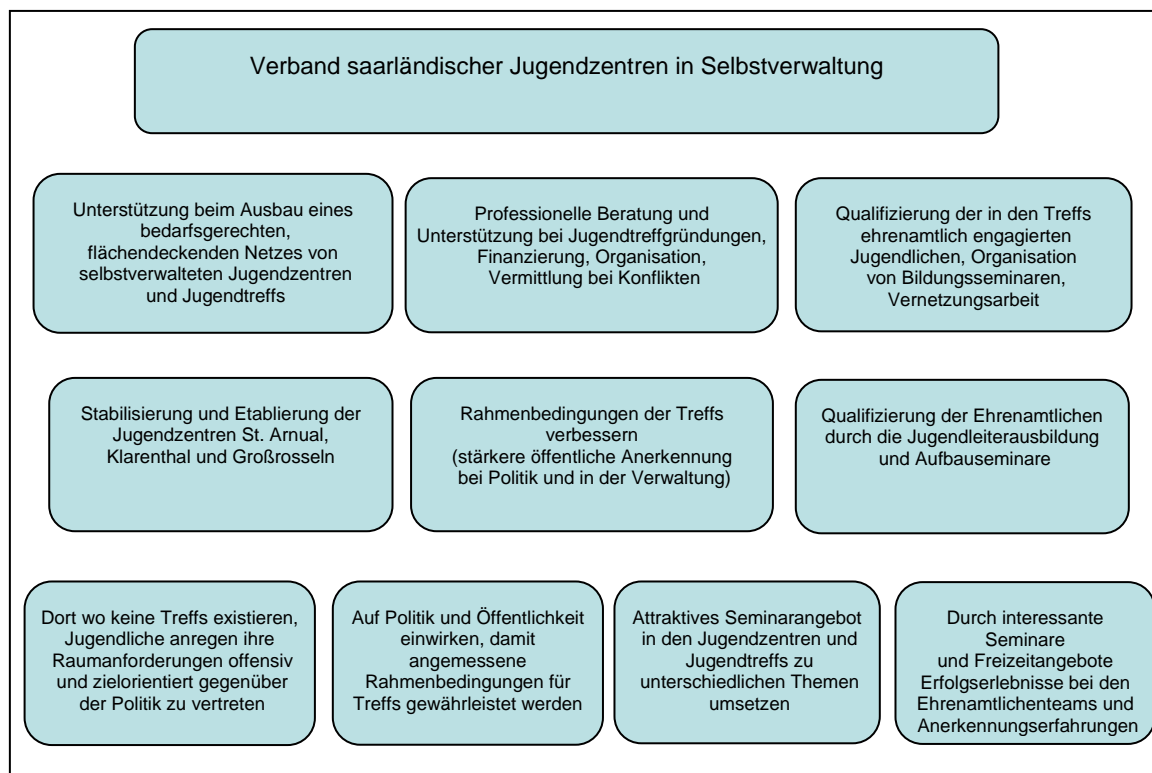 Verband saarländischer Jugendzentren in Selbstverwaltung
Unterstützung beim Ausbau eines
bedarfsgerechten,
flächendeckenden Netzes von
selbstverwalteten Jugendzentren
und Jugendtreffs
Professionelle Beratung und
Unterstützung bei Jugendtreffgründungen,
Finanzierung, Organisation,
Vermittlung bei Konflikten
Qualifizierung der in den Treffs
ehrenamtlich engagierten
Jugendlichen, Organisation
von Bildungsseminaren,
Vernetzungsarbeit
Stabilisierung und Etablierung der
Jugendzentren St. Arnual,
Klarenthal und Großrosseln
Rahmenbedingungen der Treffs
verbessern
(stärkere öffentliche Anerkennung
bei Politik und in der Verwaltung)
Qualifizierung der Ehrenamtlichen
durch die Jugendleiterausbildung
und Aufbauseminare
Dort wo keine Treffs existieren,
Jugendliche anregen ihre
Raumanforderungen offensiv
und zielorientiert gegenüber
der Politik zu vertreten
Auf Politik und Öffentlichkeit
einwirken, damit
angemessene
Rahmenbedingungen für
Treffs gewährleistet werden
Attraktives Seminarangebot
in den Jugendzentren und
Jugendtreffs zu
unterschiedlichen Themen
umsetzen
Durch interessante
Seminare
und Freizeitangebote
Erfolgserlebnisse bei den
Ehrenamtlichenteams und
Anerkennungserfahrungen